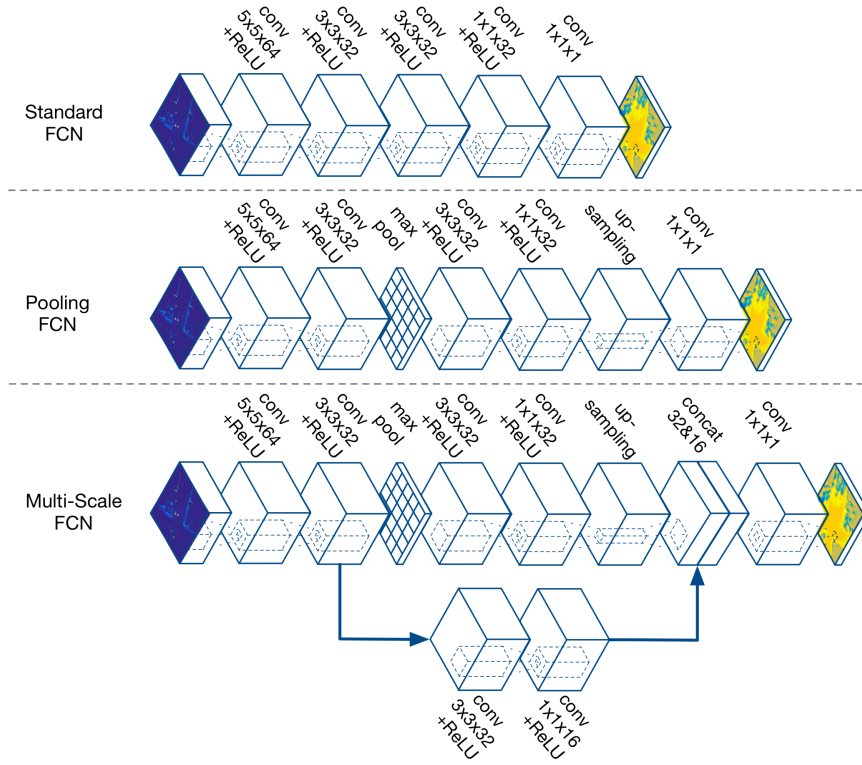 Standard
FCN
conv
5x5x64
+ReLU
conv
3x3x32
+ReLU
conv
3x3x32
+ReLU
conv
1x1x32
+ReLU
conv
1x1x1
Pooling
FCN
conv
5x5x64
+ReLU
conv
3x3x32
+ReLU
max
pool
conv
3x3x32
+ReLU
conv
1x1x32
+ReLU
up-
sampling
conv
1x1x1
Multi-Scale
FCN
conv
5x5x64
+ReLU
conv
3x3x32
+ReLU
max
pool
conv
3x3x32
+ReLU
conv
1x1x32
+ReLU
up-
sampling
concat
32&16
conv
1x1x1
conv
3x3x32
+ReLU
conv
1x1x16
+ReLU